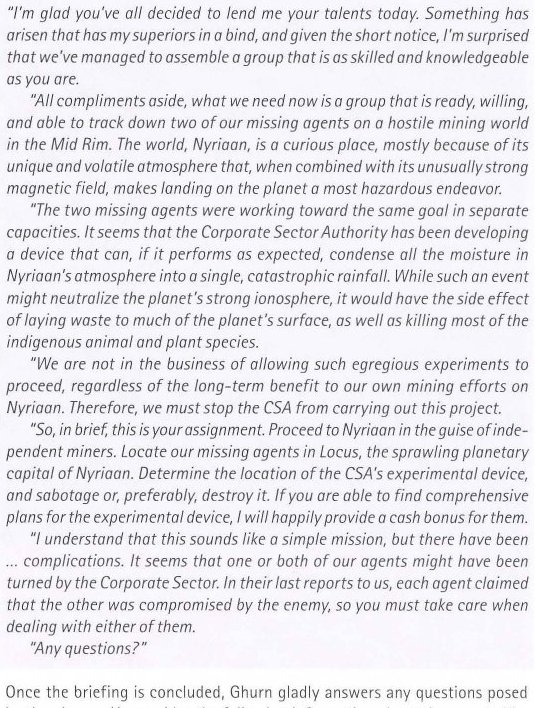 "I'm glad you've all decided to lend me your talents today. Something has
arisen that has my superiors in a bind, and given the short notice, I'm surprised
that we've managed to assemble a group that is as skilled and knowledgeable
as you are.
"All compliments aside, what we need now is a group that is ready, willing,
and able to track down two of our missing agents on a hostile mining world
in the Mid Rim. The world, Nyriaan, is a curious place, mostly because of its
unique and volatile atmosphere that, when combined with its unusually strong
magnetic field, makes landing on the planet a most hazardous endeavor.
"The two missing agents were working toward the same goal in separate
capacities. It seems that the Corporate Sector Authority has been developing
a device that can, if it performs as expected, condense all the moisture in
Nyriaan's atmosphere into a single, catastrophic rainfall. While such an event
might neutralize the planet's strong ionosphere, it would have the side effect
of laying waste to much of the planet's surface, as well as killing most of the
indigenous animal and plant species.
"We are not in the business of allowing such egregious experiments to
proceed, regardless of the long-term benefit to our own mining efforts on
Nyriaan. Therefore, we must stop the CSA from carrying out this project.
"So, in brief, this is your assignment. Proceed to Nyriaan in the guise of inde-
pendent miners. Locate our missing agents in Locus, the sprawling planetary
capital of Nyriaan. Determine the location of the CSA's experimental device,
and sabotage or, preferably, destroy it. If you are able to find comprehensive
plans for the experimental device, I will happily provide a cash bonus for them.
"I understand that this sounds like a simple mission, but there have been
... complications. It seems that one or both of our agents might have been
turned by the Corporate Sector. In their last reports to us, each agent claimed
that the other was compromised by the enemy, so you must take care when
dealing with either of them.
"Any questions?"
Once the briefing is concluded, Ghurn gladly answers any questions posed